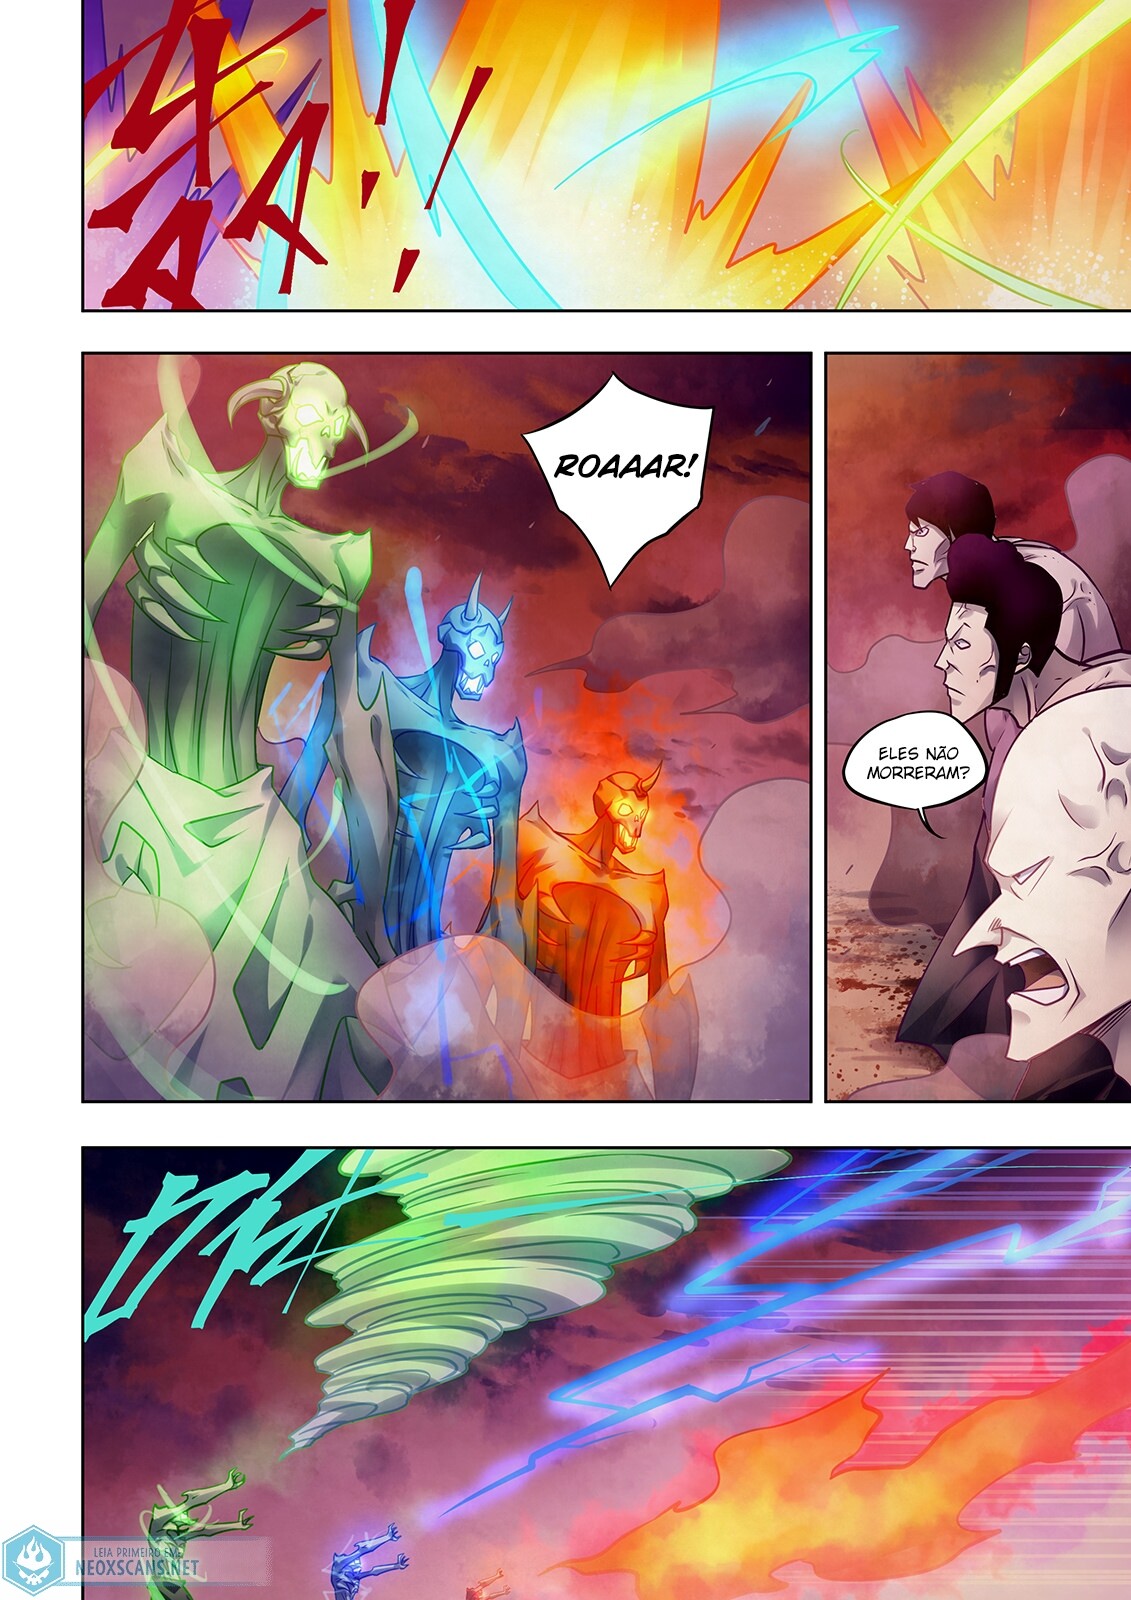 ROAAAR!
ELES NÃO
MORRERAM?
LEIA PRIMEIRO EM:
NEOXSCANS.NET